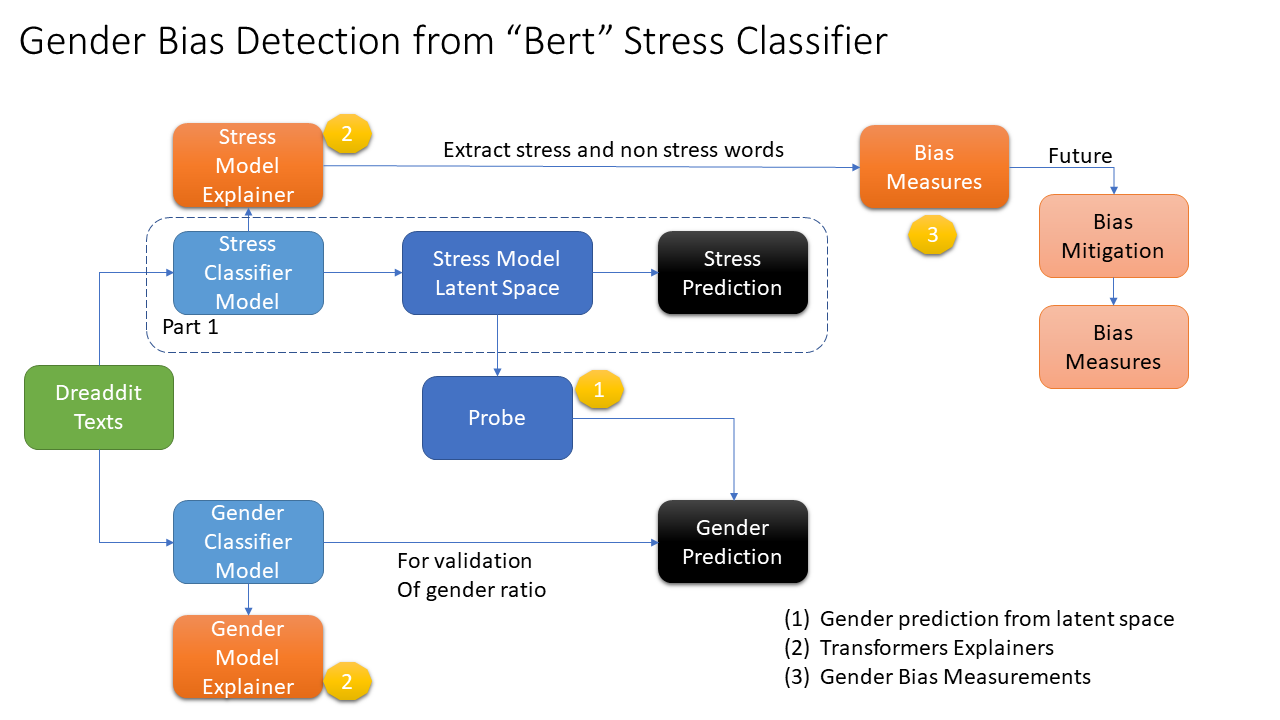 Gender Bias Detection from “Bert” Stress Classifier
Stress
Model
Explainer
2
Extract stress and non stress words
Bias
Measures
3
Future
Bias
Mitigation
Bias
Measures
Stress
Classifier
Model
Part 1
Stress Model
Latent Space
Stress
Prediction
Dreaddit
Texts
Probe
1
Gender
Classifier
Model
For validation
Of gender ratio
Gender
Prediction
Gender
Model
Explainer
2
(1) Gender prediction from latent space
(2) Transformers Explainers
(3) Gender Bias Measurements